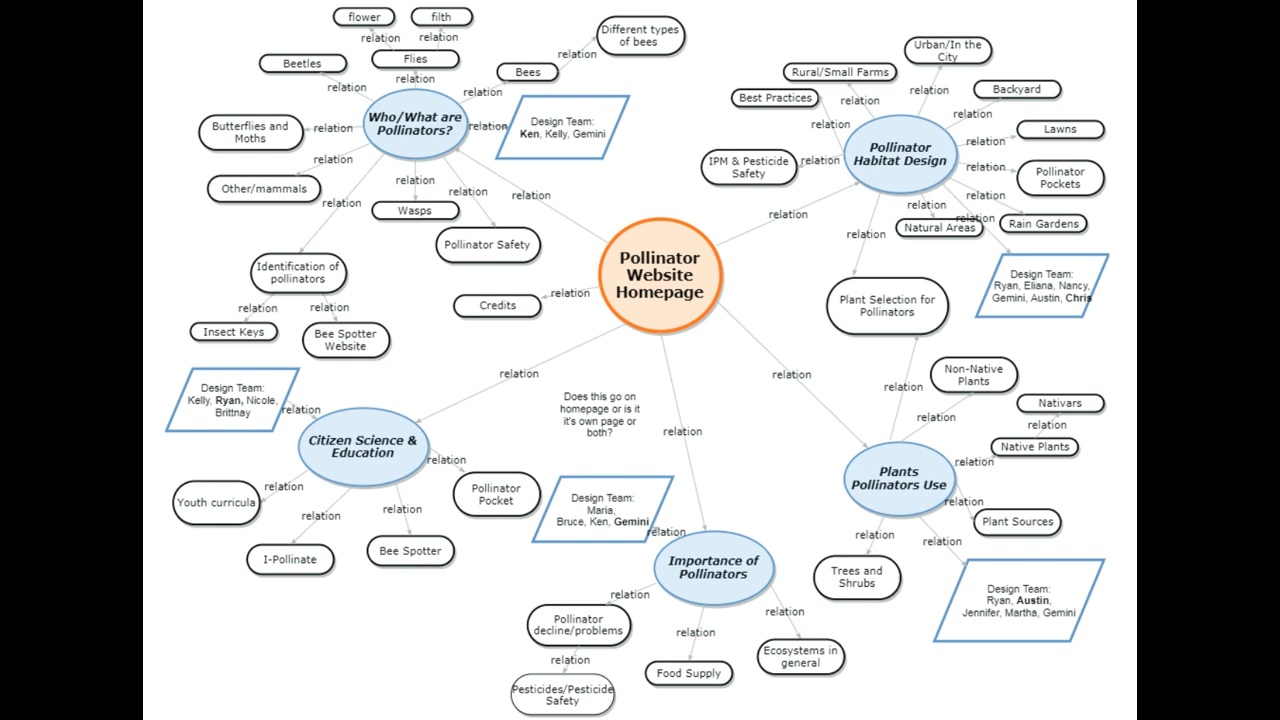 flower
filth
relation
relation
Flies
relation
Beetles
relation
Different types
of bees
relation
Bees
relation
Who/What are
Pollinators?
relation
Design Team:
Ken, Kelly, Gemini
Butterflies and
Moths
relation
Other/mammals
relation
relation
Wasps
relation
Pollinator Safety
relation
Identification of
pollinators
relation
Insect Keys
relation
Bee Spotter
Website
relation
Urban/In the
City
relation
Rural/Small Farms
relation
Best Practices
relation
Backyard
relation
Lawns
relation
Pollinator
Habitat Design
IPM & Pesticide
Safety
relation
relation
Pollinator
Pockets
relation
Rain Gardens
relation
Natural Areas
relation
relation
Design Team:
Ryan, Eliana, Nancy,
Gemini, Austin, Chris
relation
Plant Selection for
Pollinators
Pollinator
Website
Homepage
relation
Credits
relation
Design Team:
Kelly, Ryan, Nicole,
Brittnay
relation
relation
Citizen Science &
Education
relation
Pollinator
Pocket
relation
Youth curricula
relation
I-Pollinate
relation
Bee Spotter
Does this go on
homepage or is it
it's own page or
both?
relation
Design Team:
Maria,
Bruce, Ken, Gemini
relation
Importance of
Pollinators
relation
Pollinator
decline/problems
relation
Pesticides/Pesticide
Safety
relation
Food Supply
relation
Ecosystems in
general
relation
relation
Non-Native
Plants
relation
Nativars
relation
Native Plants
relation
Plants
Pollinators Use
relation
Plant Sources
relation
Trees and
Shrubs
relation
Design Team:
Ryan, Austin,
Jennifer, Martha, Gemini